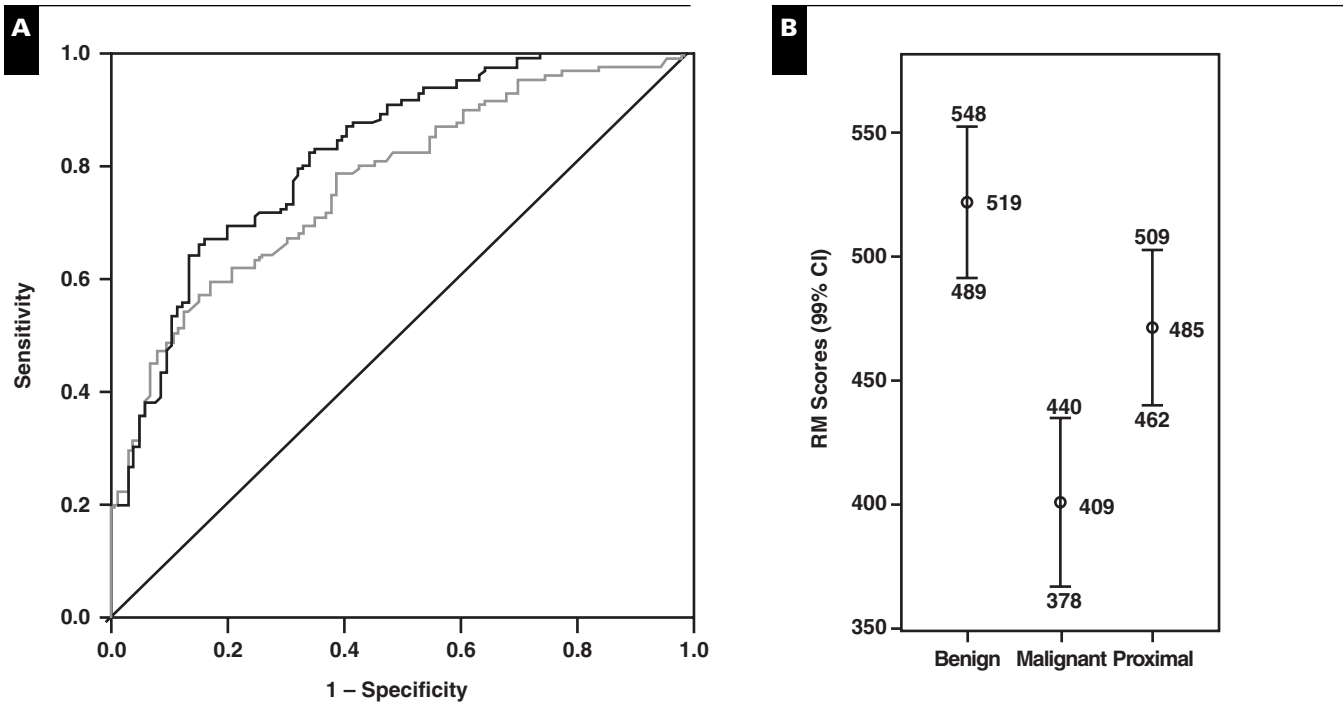 A
1.0
0.8
0.6
0.4
0.2
0.0
Sensitivity
0.0 0.2 0.4 0.6 0.8 1.0
1 – Specificity
B
550
500
450
400
350
RM Scores (99% CI)
548
519
489
440
409
378
509
485
462
Benign Malignant Proximal